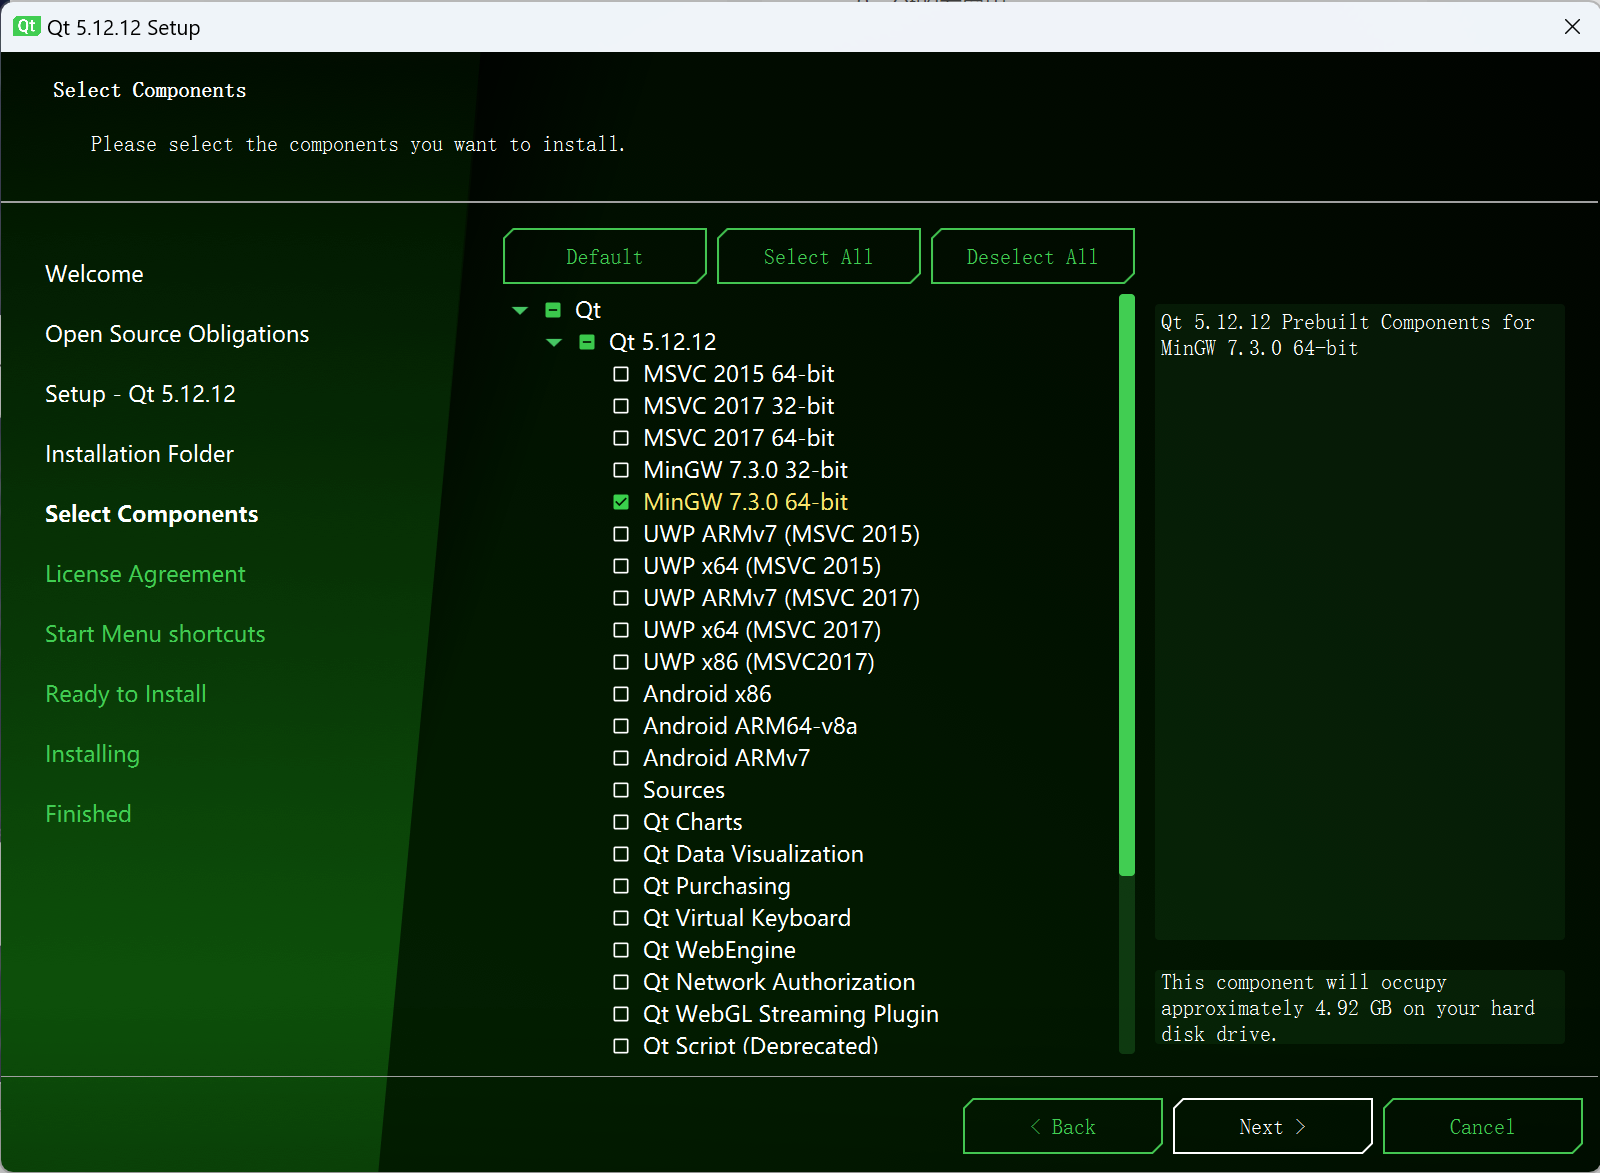 Qt Qt 5.12.12 Setup
Select Components
Please select the components you want to install.
Welcome
Open Source Obligations
Setup - Qt 5.12.12
Installation Folder
Select Components
License Agreement
Start Menu shortcuts
Ready to Install
Installing
Finished
Default Select All Deselect All
Qt
Qt 5.12.12
MSVC 2015 64-bit
MSVC 2017 32-bit
MSVC 2017 64-bit
MinGW 7.3.0 32-bit
MinGW 7.3.0 64-bit
UWP ARMv7 (MSVC 2015)
UWP x64 (MSVC 2015)
UWP ARMv7 (MSVC 2017)
UWP x64 (MSVC 2017)
UWP x86 (MSVC2017)
Android x86
Android ARM64-v8a
Android ARMv7
Sources
Qt Charts
Qt Data Visualization
Qt Purchasing
Qt Virtual Keyboard
Qt WebEngine
Qt Network Authorization
Qt WebGL Streaming Plugin
Qt Script (Deprecated)
Qt 5.12.12 Prebuilt Components for
MinGW 7.3.0 64-bit
This component will occupy
approximately 4.92 GB on your hard
disk drive.
< Back Next > Cancel